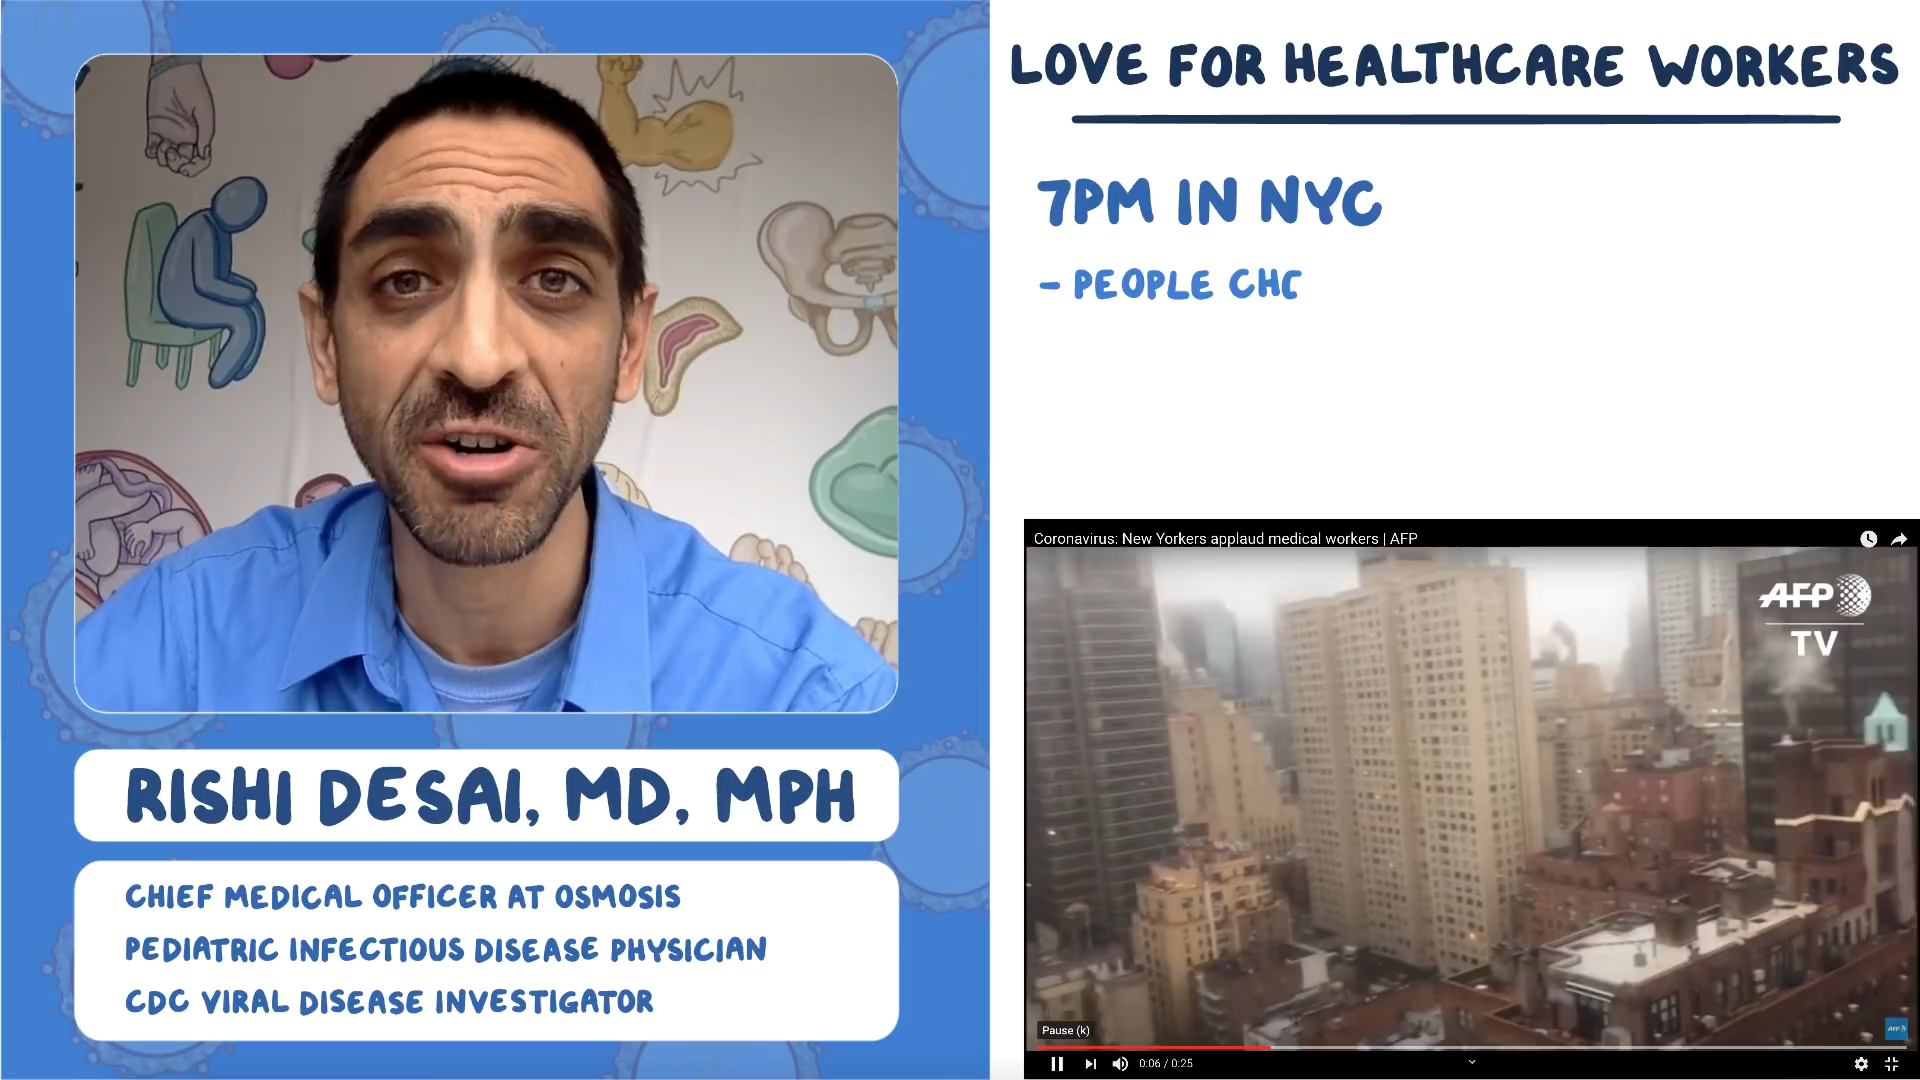 LOVE FOR HEALTHCARE WORKERS
7PM IN NYC
- PEOPLE
Coronavirus: New Yorkers applaud medical workers | AFP
AFP
TV
Pause (k)
AFP
0:06 / 0:25
RISHI DESAI, MD, MPH
CHIEF MEDICAL OFFICER AT OSMOSIS
PEDIATRIC INFECTIOUS DISEASE PHYSICIAN
CDC VIRAL DISEASE INVESTIGATOR